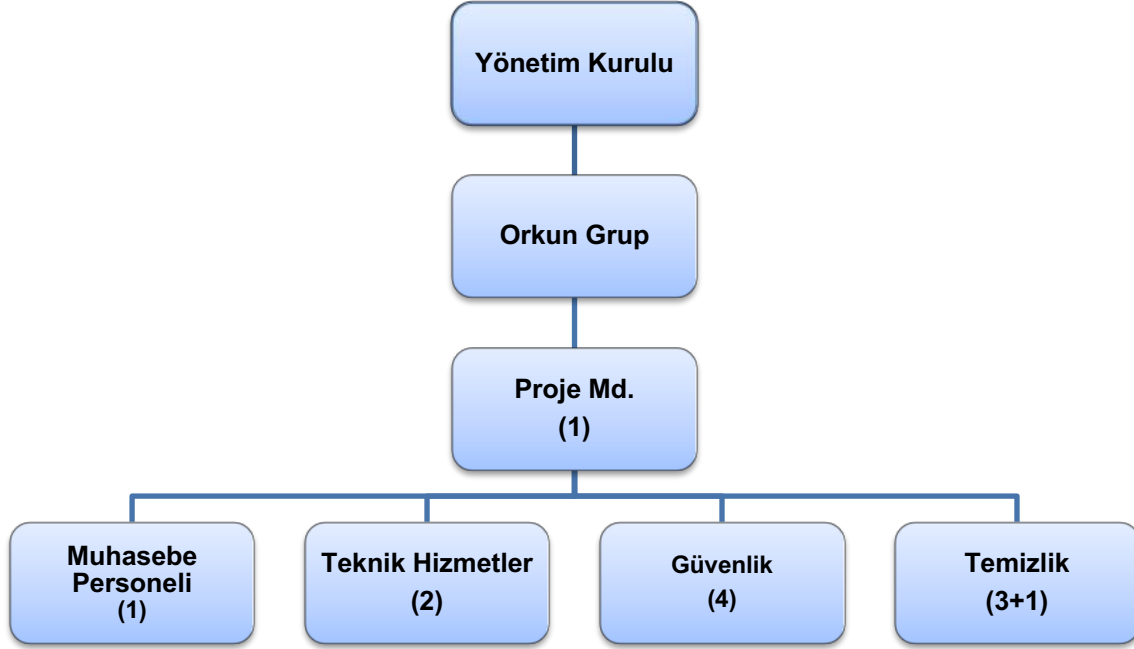 Yönetim Kurulu
Orkun Grup
Proje Md.
(1)
Muhasebe
Personeli
(1)
Teknik Hizmetler
(2)
Güvenlik
(4)
Temizlik
(3+1)